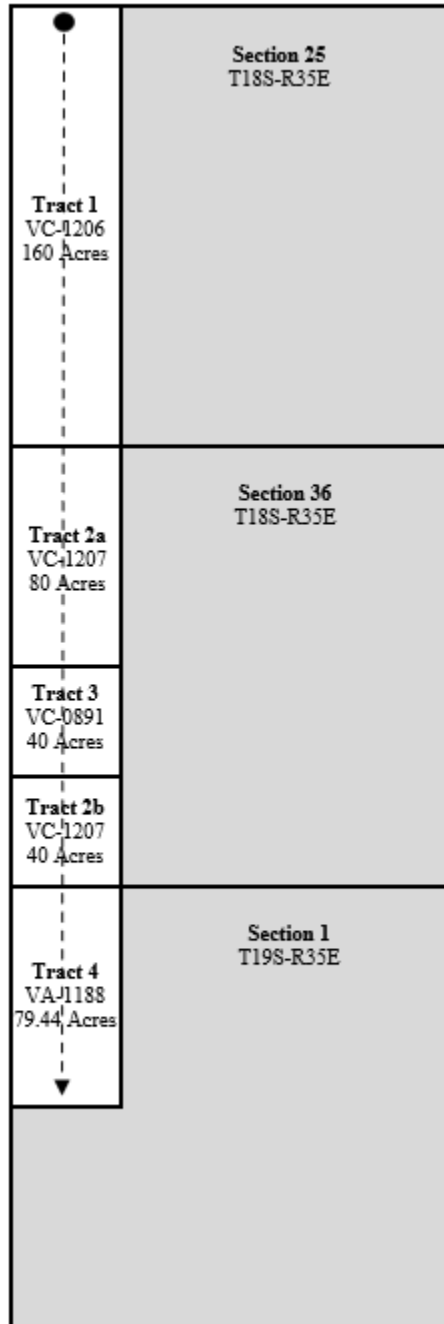 Section 25
T18S-R35E
Tract 1
VC-1206
160 Acres
Section 36
T18S-R35E
Tract 2a
VC-1207
80 Acres
Tract 3
VC-0891
40 Acres
Tract 2b
VC-1207
40 Acres
Section 1
T19S-R35E
Tract 4
VA-1188
79.44 Acres